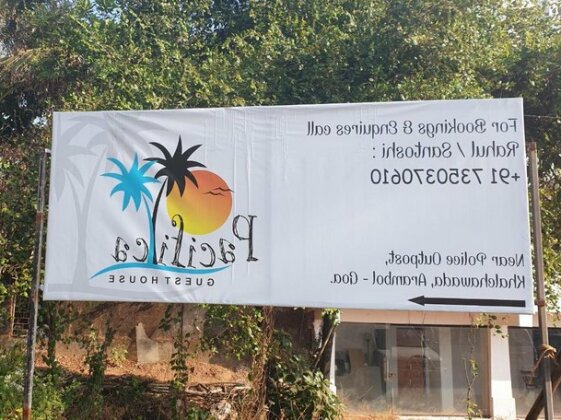 For Bookings & Enquires call
Rahul / Santoshi :
+91 7350370610
Near Police Outpost,
Khalchawada, Arambol - Goa.
Pacifica
GUEST HOUSE